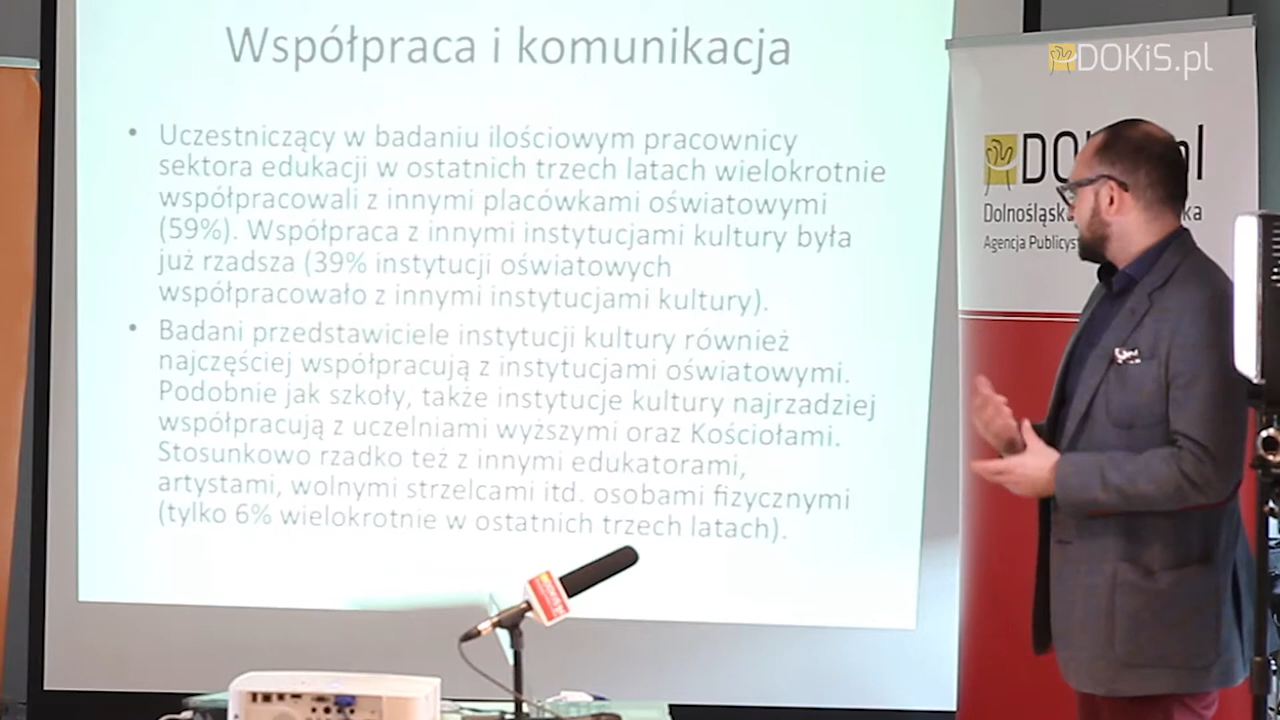 Współpraca i komunikacja
• Uczestniczący w badaniu ilościowym pracownicy
sektora edukacji w ostatnich trzech latach wielokrotnie
współpracowali z innymi placówkami oświatowymi
(59%). Współpraca z innymi instytucjami kultury była
już rzadsza (39% instytucji oświatowych
współpracowało z innymi instytucjami kultury).
• Badani przedstawiciele instytucji kultury również
najczęściej współpracują z instytucjami oświatowymi.
Podobnie jak szkoły, także instytucje kultury najrzadziej
współpracują z uczelniami wyższymi oraz Kościołami.
Stosunkowo rzadko też z innymi edukatorami,
artystami, wolnymi strzelcami itd. osobami fizycznymi
(tylko 6% wielokrotnie w ostatnich trzech latach).
DOKiS.pl
Agencja